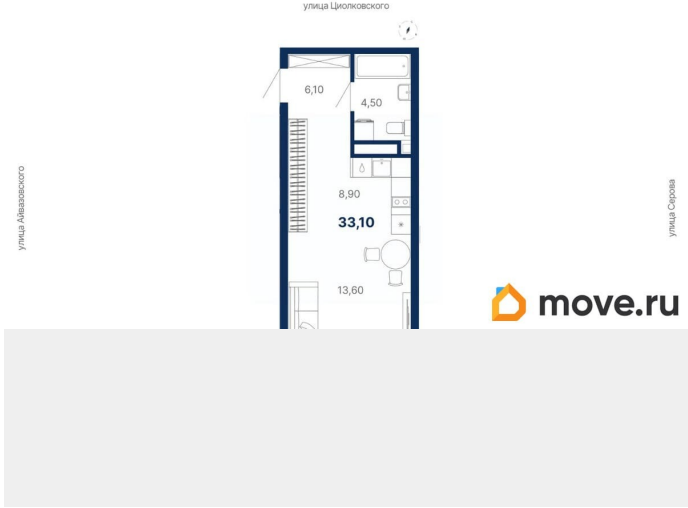 улица Циолковского
6,10
4,50
улица Айвазовского
улица Серова
8,90
33,10
13,60
move.ru